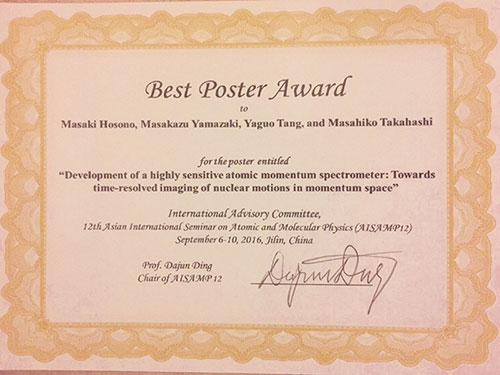 Best Poster Award
to
Masaki Hosono, Masakazu Yamazaki, Yaguo Tang, and Masahiko Takahashi
for the poster entitled
“Development of a highly sensitive atomic momentum spectrometer: Towards
time-resolved imaging of nuclear motions in momentum space”
International Advisory Committee,
12th Asian International Seminar on Atomic and Molecular Physics (AISAMP12)
September 6-10, 2016, Jilin, China
Prof. Dajun Ding
Chair of AISAMP 12
Dajun Ding